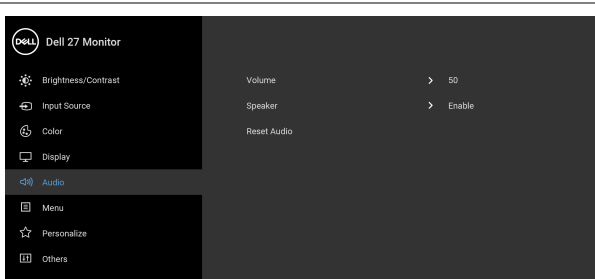 DELL Dell 27 Monitor
Brightness/Contrast Volume > 50
Input Source Speaker > Enable
Color Reset Audio
Display
Audio
Menu
Personalize
Others